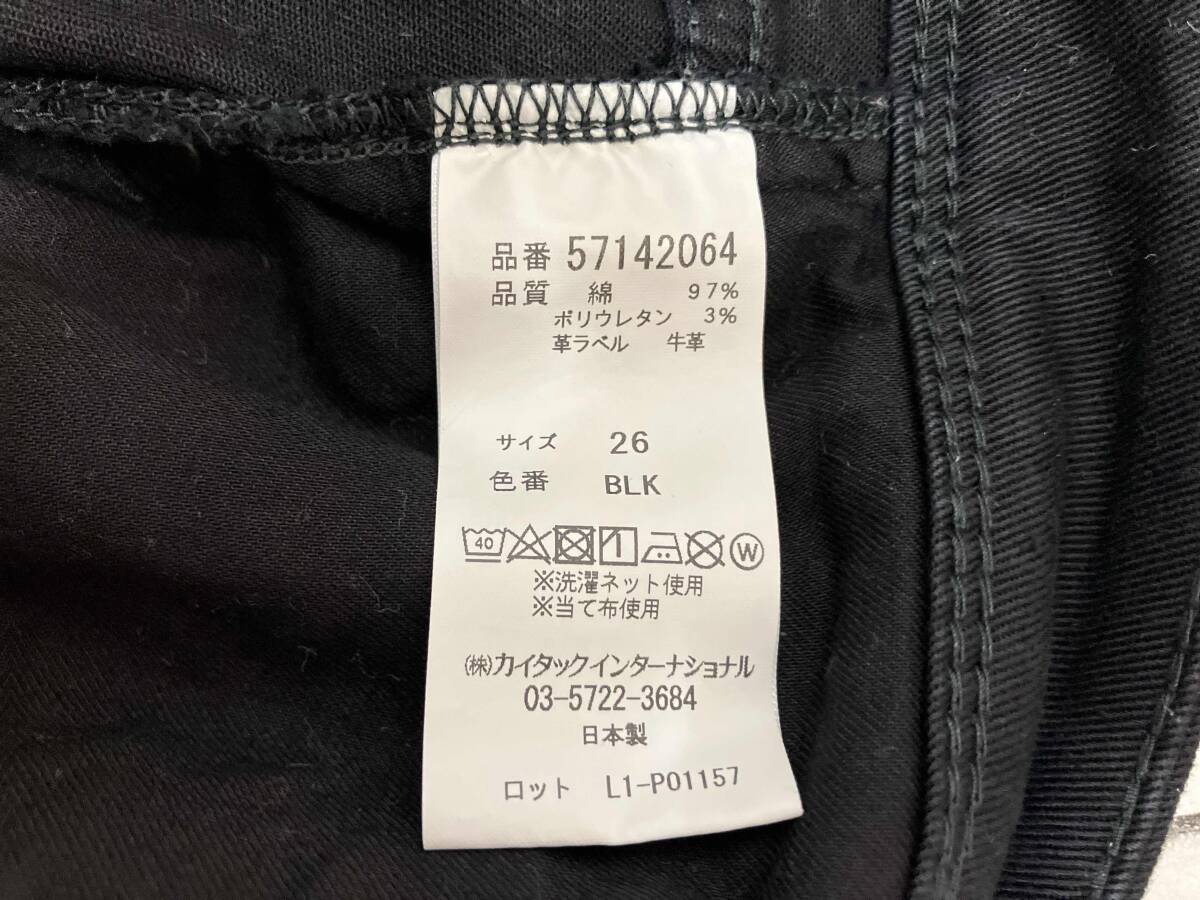 品番 57142064
品質 綿 97%
ポリウレタン 3%
革ラベル 牛革
サイズ 26
色番 BLK
40 W
※洗濯ネット使用
※当て布使用
㈱カイタックインターナショナル
03-5722-3684
日本製
ロット L1-P01157